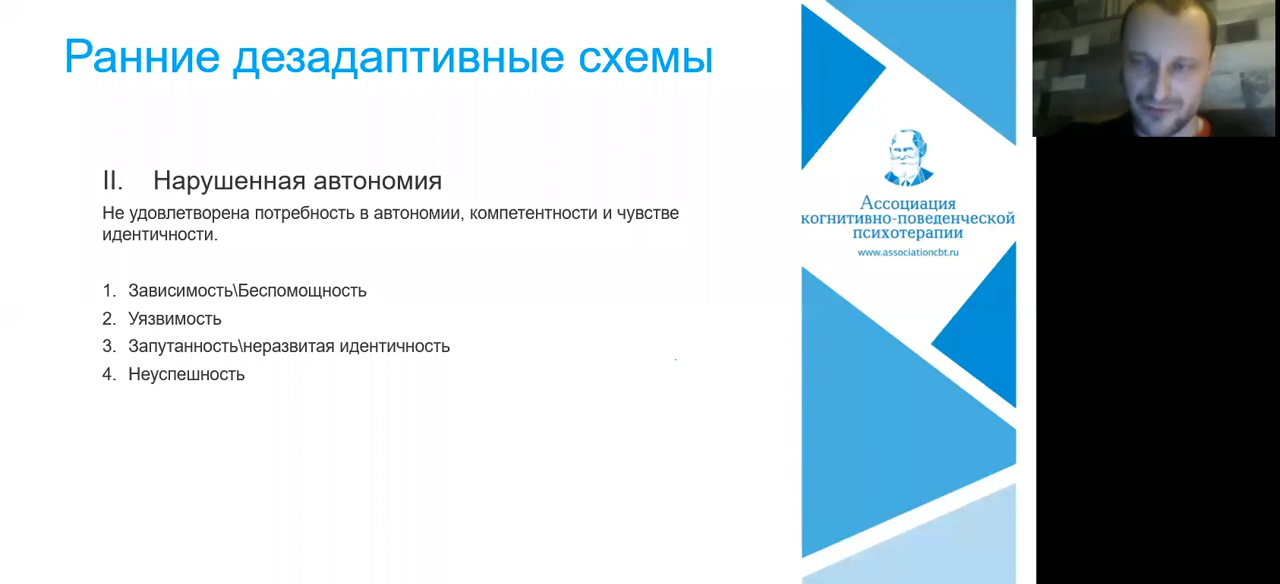 Ранние дезадаптивные схемы
II. Нарушенная автономия
Не удовлетворена потребность в автономии, компетентности и чувстве
идентичности.
1. Зависимость\Беспомощность
2. Уязвимость
3. Запутанность\неразвитая идентичность
4. Неуспешность
Ассоциация
когнитивно-поведенческой
психотерапии
www.associationcbt.ru